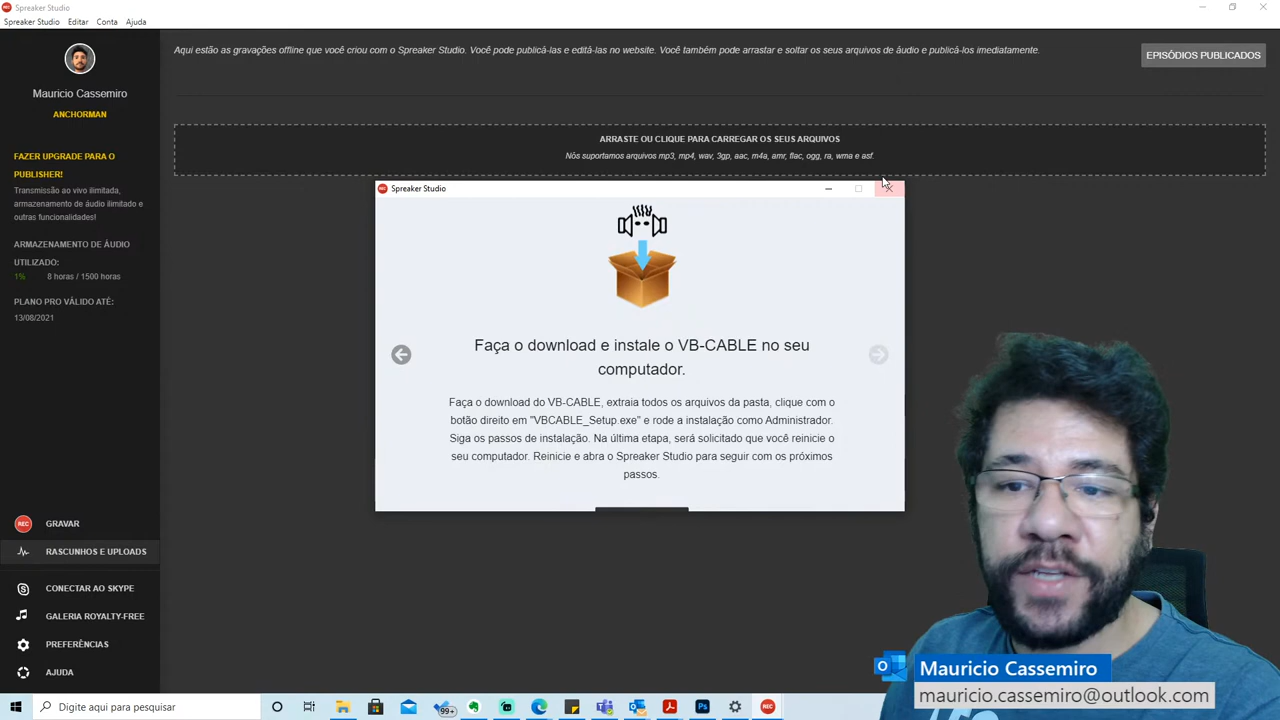 Spreaker Studio
Spreaker Studio Editar Conta Ajuda
Mauricio Cassemiro
ANCHORMAN
FAZER UPGRADE PARA O
PUBLISHER!
Transmissão ao vivo ilimitada,
armazenamento de áudio ilimitado e
outras funcionalidades!
ARMAZENAMENTO DE ÁUDIO
UTILIZADO:
1% 8 horas / 1500 horas
PLANO PRO VÁLIDO ATÉ:
13/08/2021
REC GRAVAR
RASCUNHOS E UPLOADS
CONECTAR AO SKYPE
GALERIA ROYALTY-FREE
PREFERÊNCIAS
AJUDA
Aqui estão as gravações offline que você criou com o Spreaker Studio. Você pode publicá-las e editá-las no website. Você também pode arrastar e soltar os seus arquivos de áudio e publicá-los imediatamente.
EPISÓDIOS PUBLICADOS
ARRASTE OU CLIQUE PARA CARREGAR OS SEUS ARQUIVOS
Nós suportamos arquivos mp3, mp4, wav, 3gp, aac, m4a, amr, flac, ogg, ra, wma e asf.
REC Spreaker Studio
Faça o download e instale o VB-CABLE no seu
computador.
Faça o download do VB-CABLE, extraia todos os arquivos da pasta, clique com o
botão direito em "VBCABLE_Setup.exe" e rode a instalação como Administrador.
Siga os passos de instalação. Na última etapa, será solicitado que você reinicie o
seu computador. Reinicie e abra o Spreaker Studio para seguir com os próximos
passos.
Mauricio Cassemiro
mauricio.cassemiro@outlook.com
Digite aqui para pesquisar
99+
REC